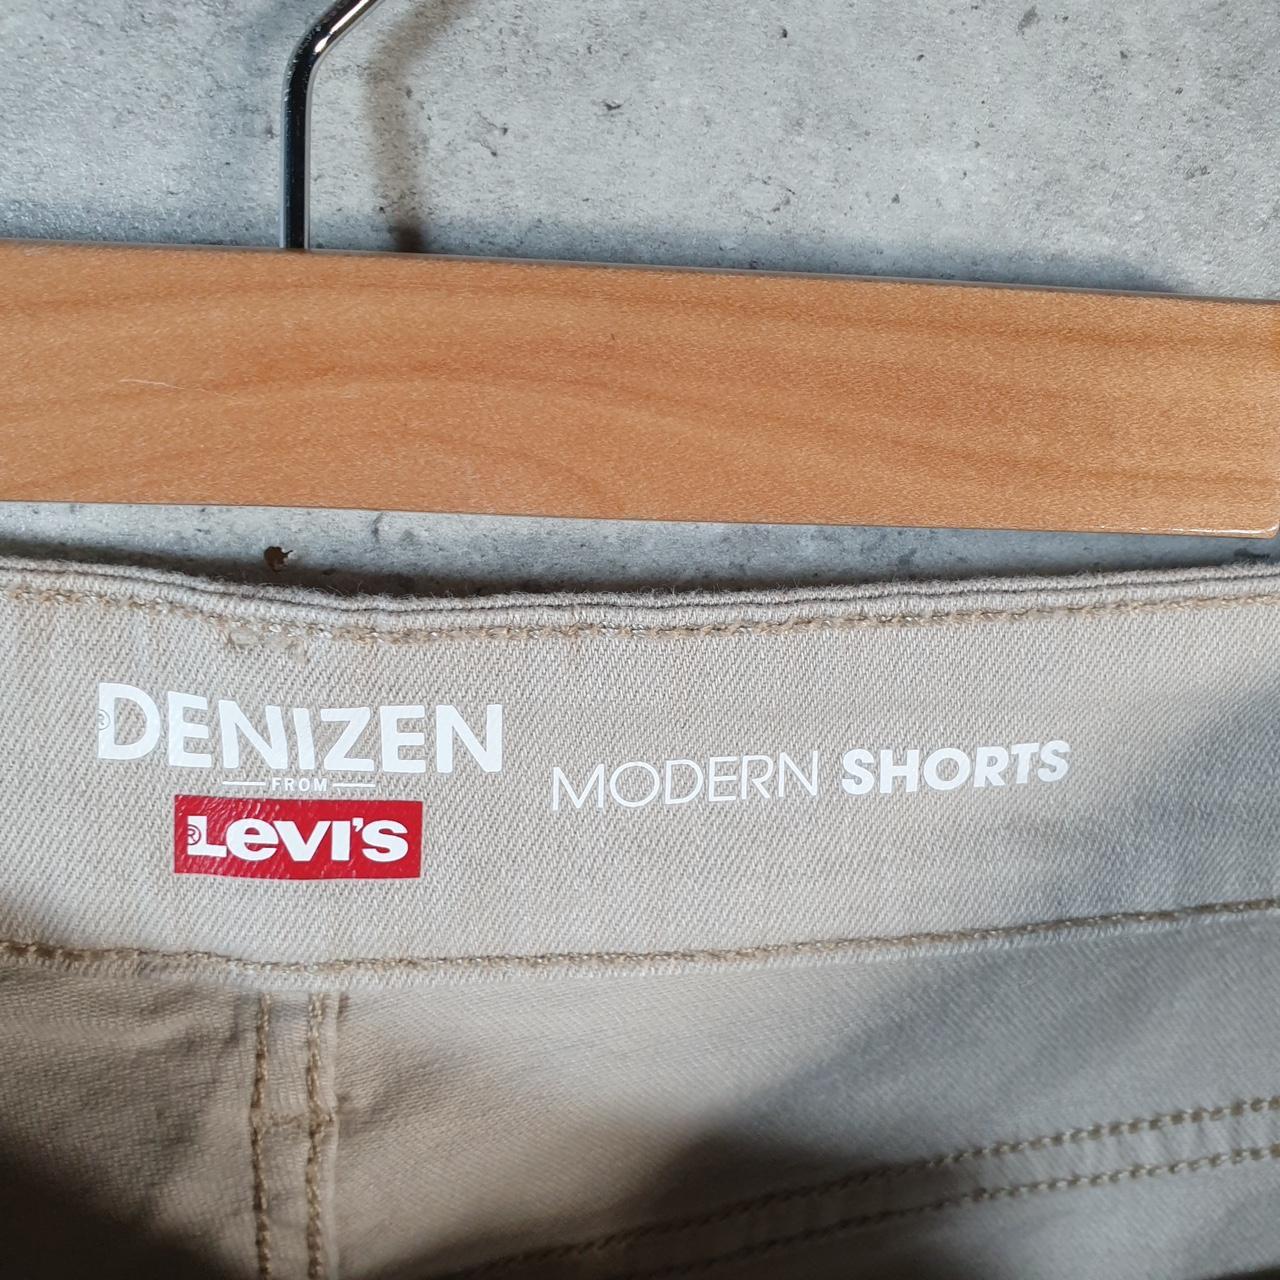 ®DENIZEN
FROM
®Levi's
MODERN SHORTS